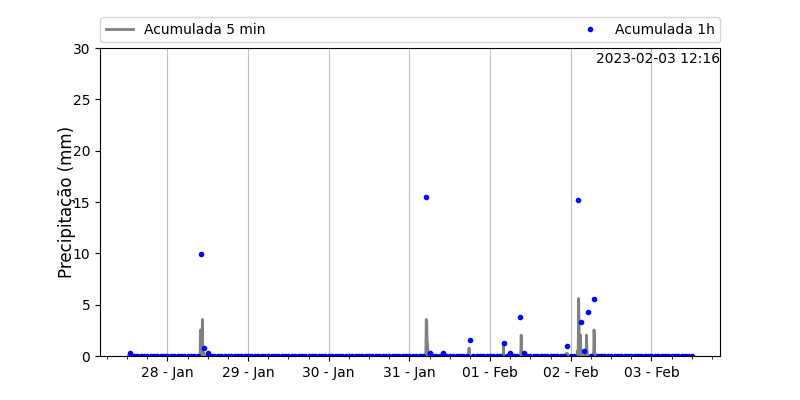 Acumulada 5 min
Acumulada 1h
2023-02-03 12:16
Precipitação (mm)
30
25
20
15
10
5
0
28 - Jan
29 - Jan
30 - Jan
31 - Jan
01 - Feb
02 - Feb
03 - Feb